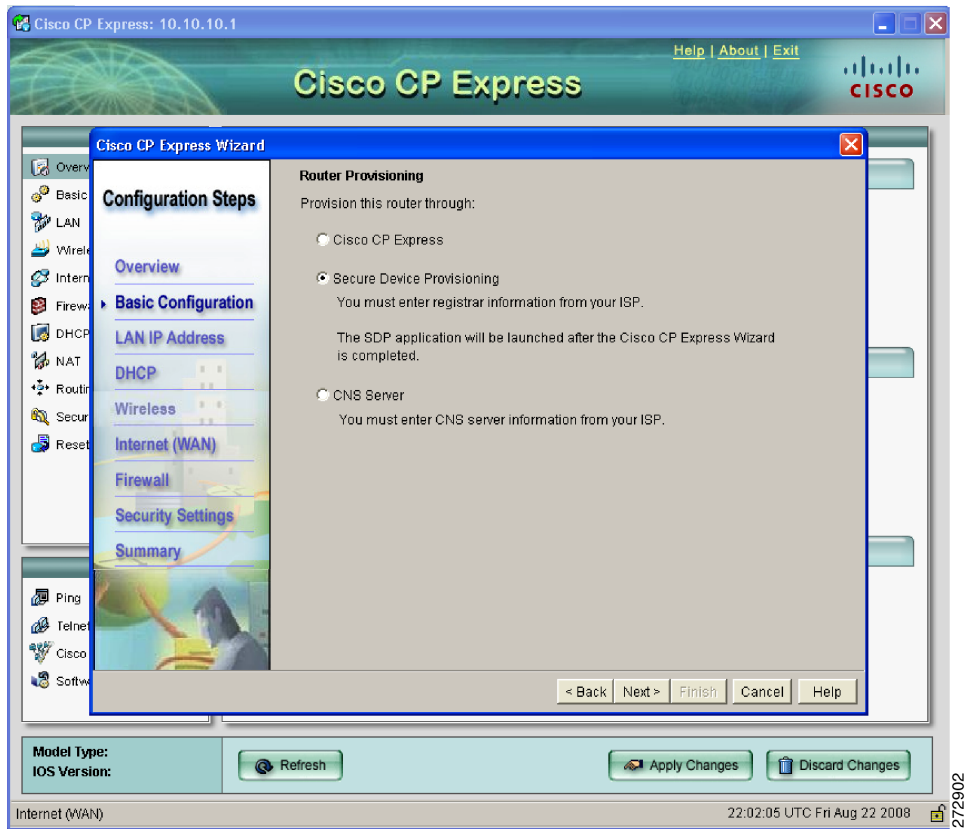 Cisco CP Express: 10.10.10.1
Help | About | Exit
Cisco CP Express
CISCO
Cisco CP Express Wizard
Overv
Basic
LAN
Wirele
Intern
Firewa
DHCP
NAT
Routin
Secur
Reset
Ping
Telnet
Cisco
Softw
Configuration Steps
Overview
Basic Configuration
LAN IP Address
DHCP
Wireless
Internet (WAN)
Firewall
Security Settings
Summary
Router Provisioning
Provision this router through:
Cisco CP Express
Secure Device Provisioning
You must enter registrar information from your ISP.
The SDP application will be launched after the Cisco CP Express Wizard
is completed.
CNS Server
You must enter CNS server information from your ISP.
< Back
Next >
Finish
Cancel
Help
Model Type:
IOS Version:
Refresh
Apply Changes
Discard Changes
Internet (WAN)
22:02:05 UTC Fri Aug 22 2008
272902